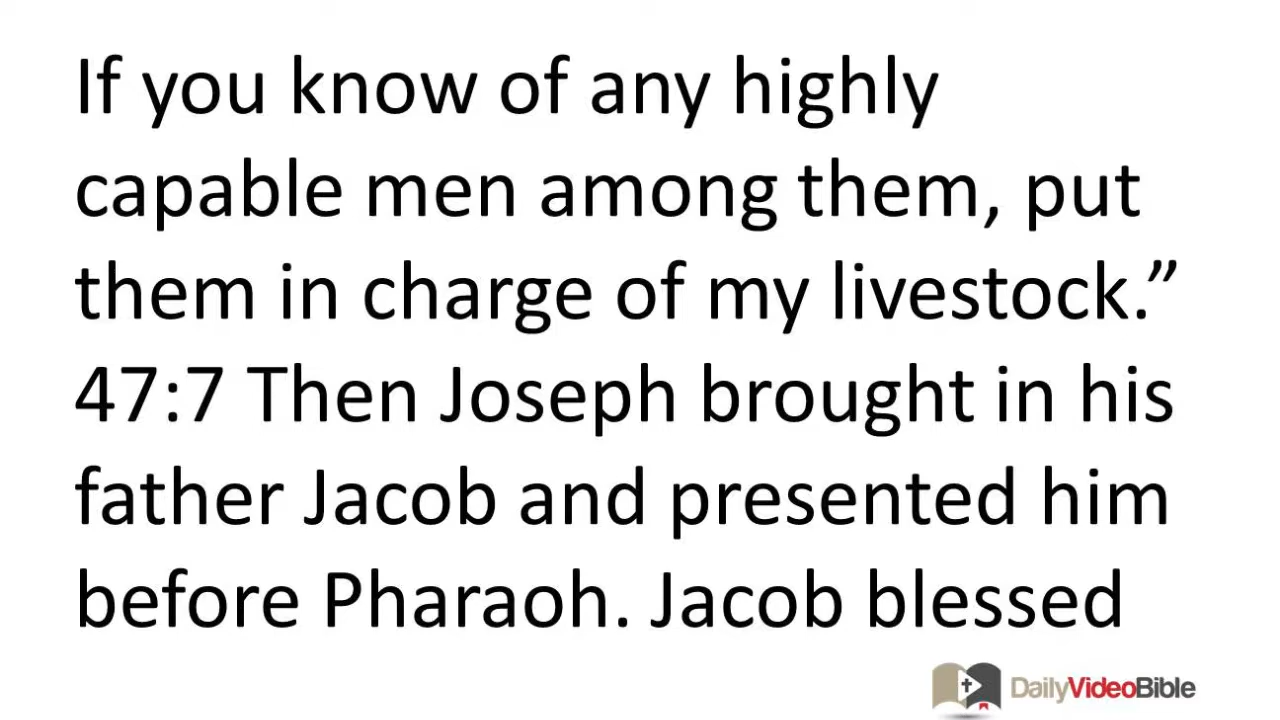 If you know of any highly
capable men among them, put
them in charge of my livestock.”
47:7 Then Joseph brought in his
father Jacob and presented him
before Pharaoh. Jacob blessed
DailyVideoBible